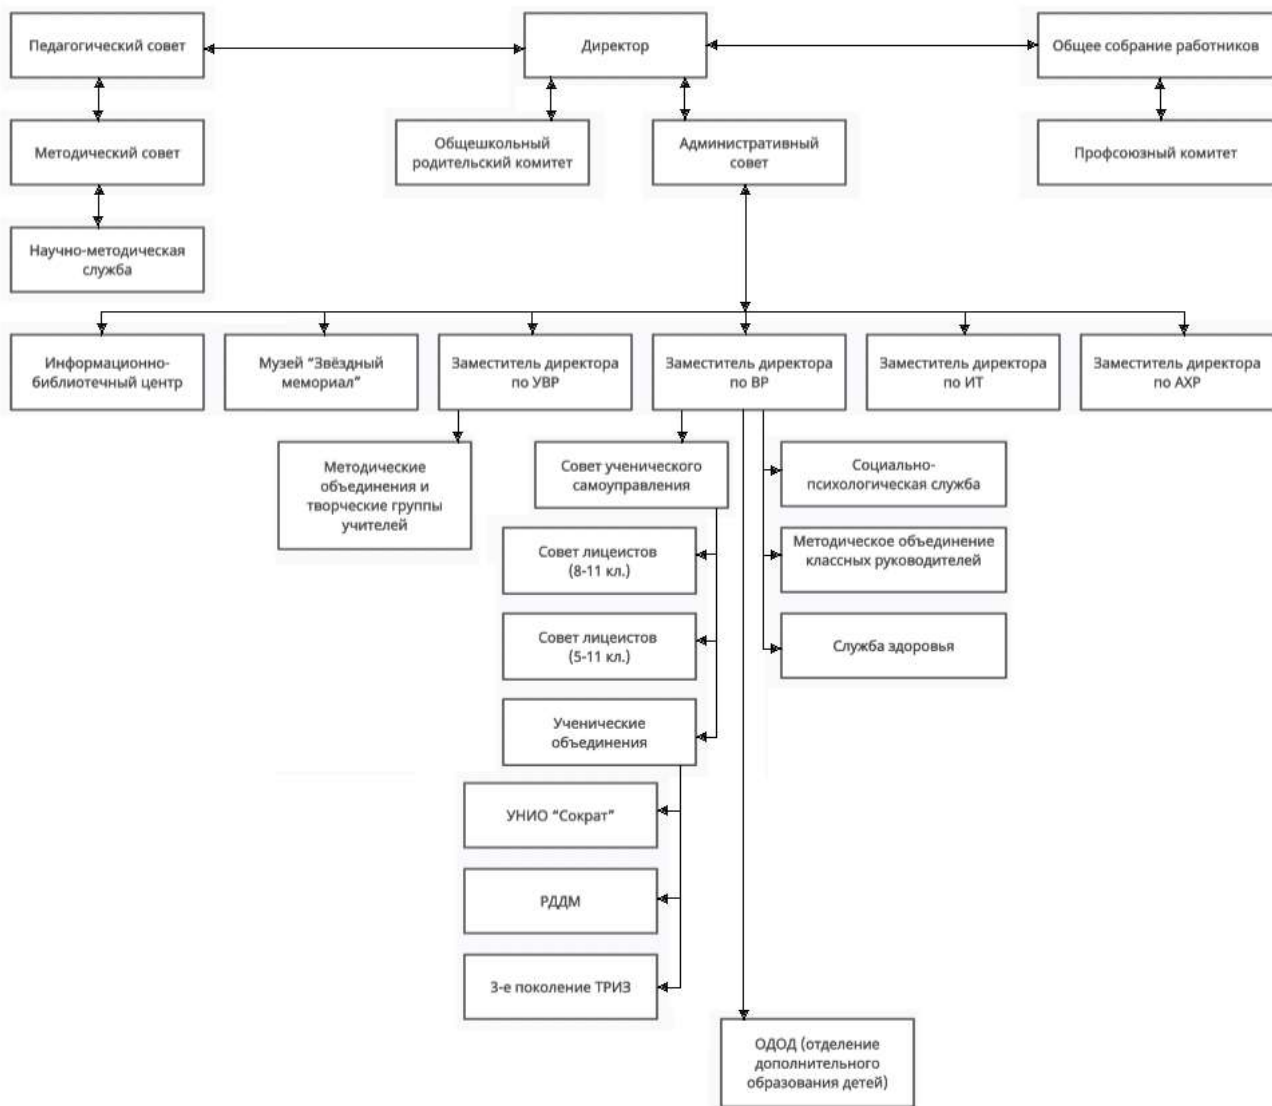 Педагогический совет
Директор
Общее собрание работников
Методический совет
Общешкольный
родительский комитет
Административный
совет
Профсоюзный комитет
Научно-методическая
служба
Информационно-
библиотечный центр
Музей “Звёздный
мемориал”
Заместитель директора
по УВР
Заместитель директора
по ВР
Заместитель директора
по ИТ
Заместитель директора
по АХР
Методические
объединения и
творческие группы
учителей
Совет ученического
самоуправления
Социально-
психологическая служба
Совет лицеистов
(8-11 кл.)
Методическое объединение
классных руководителей
Совет лицеистов
(5-11 кл.)
Служба здоровья
Ученические
объединения
УНИО “Сократ”
РДДМ
3-е поколение ТРИЗ
ОДОД (отделение
дополнительного
образования детей)